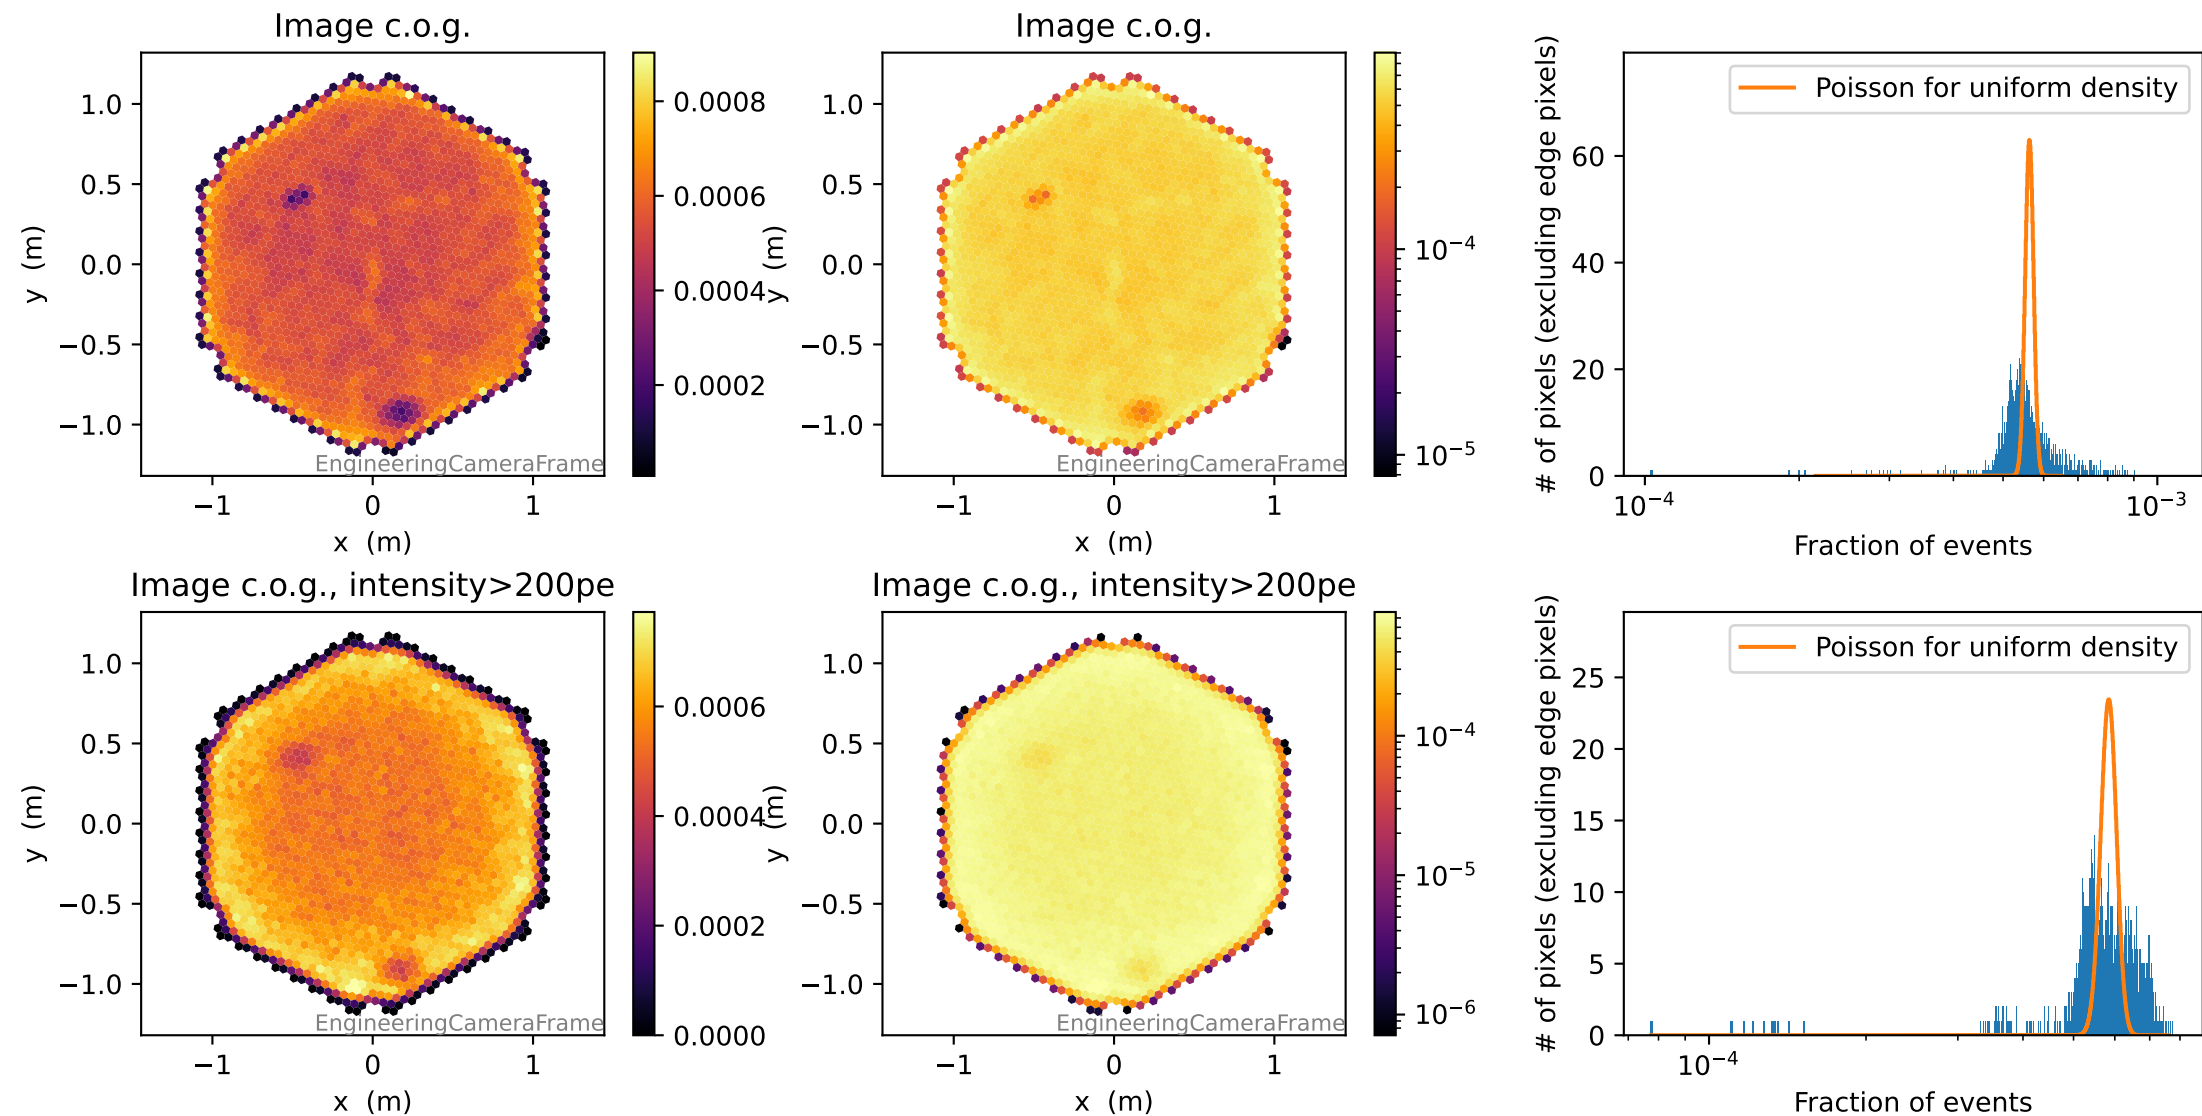 Image c.o.g.
y (m)
1.0
0.5
0.0
−0.5
−1.0
−1
0
1
x (m)
EngineeringCameraFrame
0.0008
0.0006
0.0004
0.0002
Image c.o.g.
y (m)
1.0
0.5
0.0
−0.5
−1.0
−1
0
1
x (m)
EngineeringCameraFrame
10⁻⁴
10⁻⁵
# of pixels (excluding edge pixels)
Poisson for uniform density
60
40
20
0
10⁻⁴
10⁻³
Fraction of events
Image c.o.g., intensity>200pe
y (m)
1.0
0.5
0.0
−0.5
−1.0
−1
0
1
x (m)
EngineeringCameraFrame
0.0006
0.0004
0.0002
0.0000
Image c.o.g., intensity>200pe
y (m)
1.0
0.5
0.0
−0.5
−1.0
−1
0
1
x (m)
EngineeringCameraFrame
10⁻⁴
10⁻⁵
10⁻⁶
# of pixels (excluding edge pixels)
Poisson for uniform density
25
20
15
10
5
0
10⁻⁴
Fraction of events